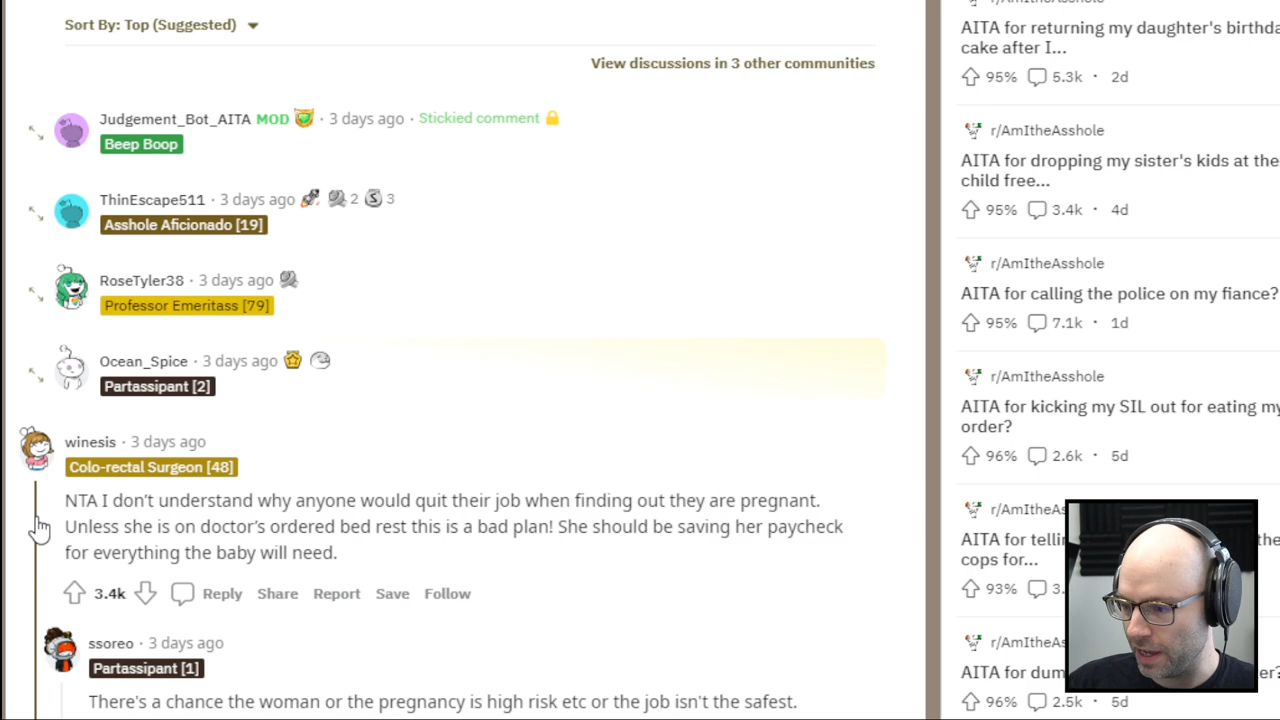 Sort By: Top (Suggested)
View discussions in 3 other communities
Judgement_Bot_AITA MOD · 3 days ago · Stickied comment
Beep Boop
ThinEscape511 · 3 days ago 2 3
Asshole Aficionado [19]
RoseTyler38 · 3 days ago
Professor Emeritass [79]
Ocean_Spice · 3 days ago
Partassipant [2]
winesis · 3 days ago
Colo-rectal Surgeon [48]
NTA I don't understand why anyone would quit their job when finding out they are pregnant.
Unless she is on doctor's ordered bed rest this is a bad plan! She should be saving her paycheck
for everything the baby will need.
3.4k Reply Share Report Save Follow
ssoreo · 3 days ago
Partassipant [1]
There's a chance the woman or the pregnancy is high risk etc or the job isn't the safest.
AITA for returning my daughter's
cake after I...
95% 5.3k · 2d
r/AmItheAsshole
AITA for dropping my sister's kids at the
child free...
95% 3.4k · 4d
r/AmItheAsshole
AITA for calling the police on my fiance?
95% 7.1k · 1d
r/AmItheAsshole
AITA for kicking my SIL out for eating my
order?
96% 2.6k · 5d
AITA for
cops for...
93%
AITA for
96% 2.5k · 5d